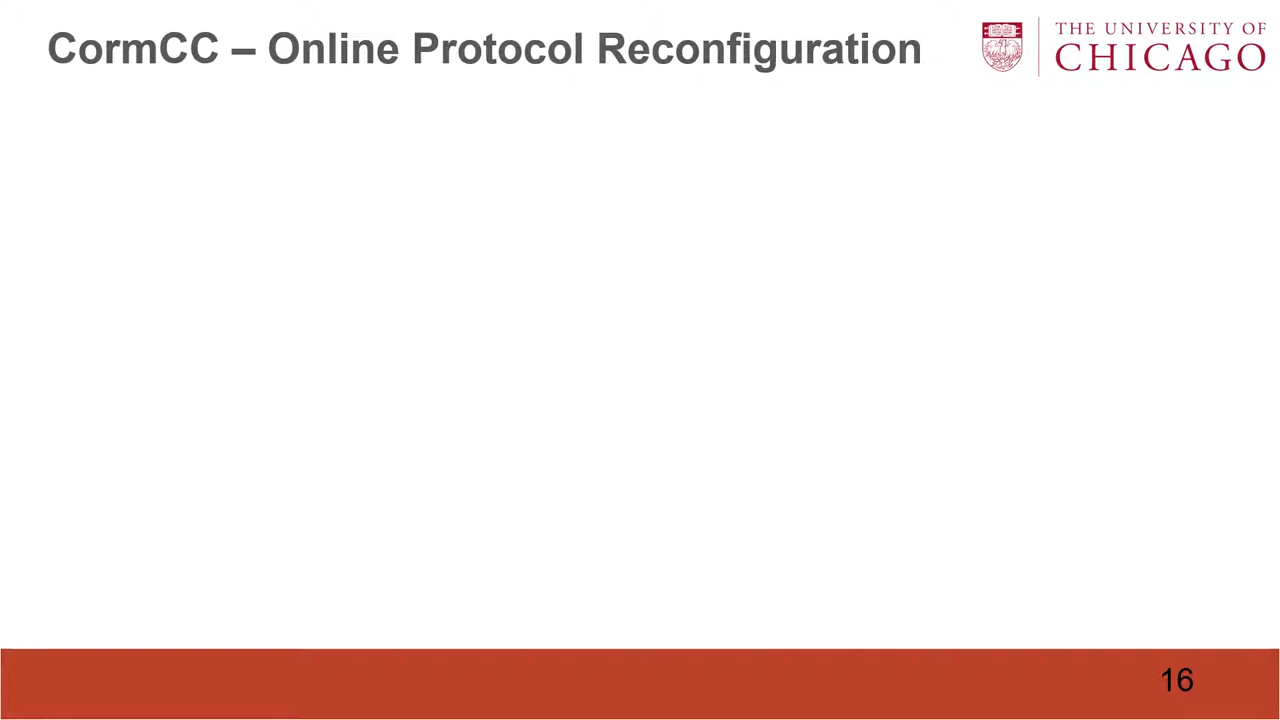 CormCC – Online Protocol Reconfiguration
THE UNIVERSITY OF
CHICAGO
16